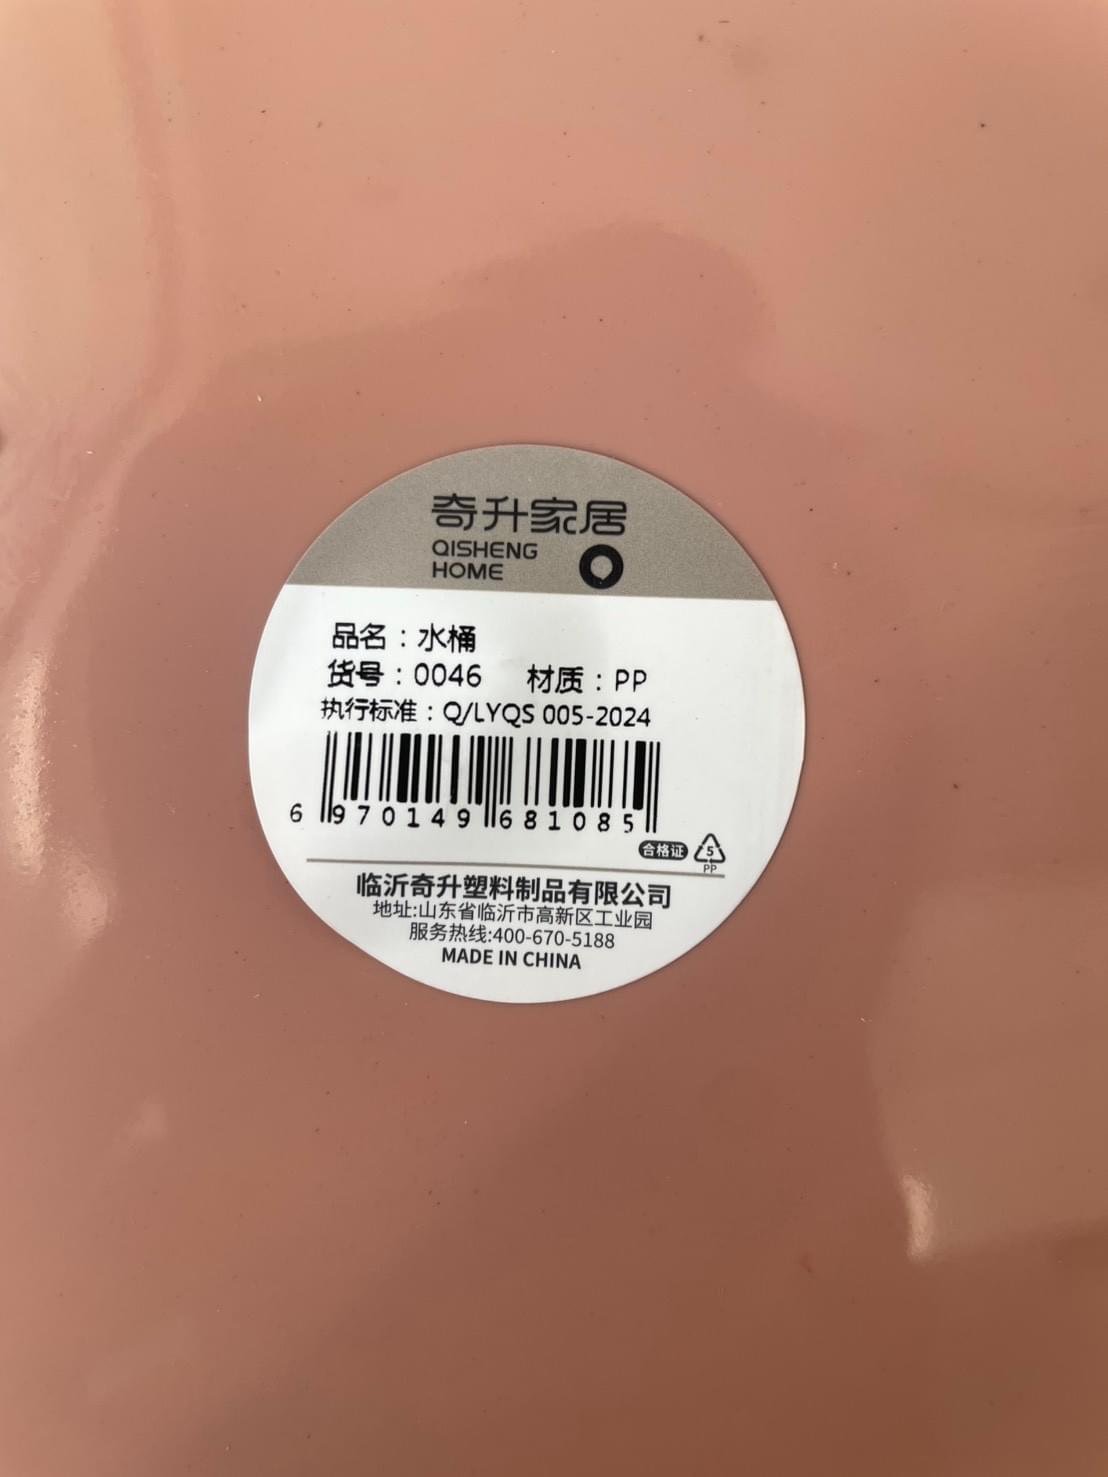 奇升家居
QISHENG
HOME
品名：水桶
货号：0046 材质：PP
执行标准：Q/LYQS 005-2024
6 970149 681085
合格证 5
PP
临沂奇升塑料制品有限公司
地址:山东省临沂市高新区工业园
服务热线:400-670-5188
MADE IN CHINA